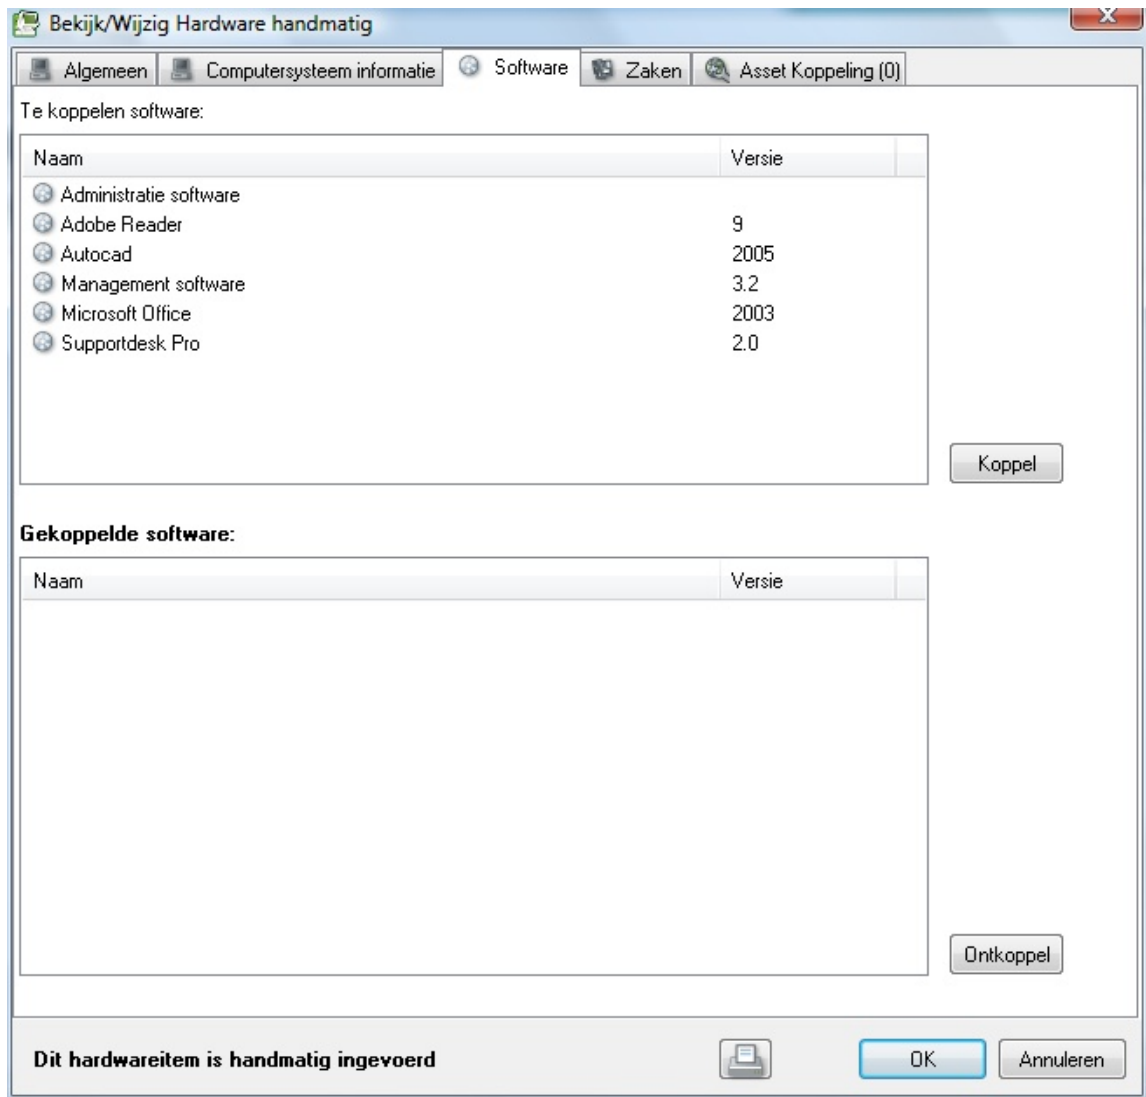 Bekijk/Wijzig Hardware handmatig
Algemeen Computersysteem informatie Software Zaken Asset Koppeling (0)
Te koppelen software:
Naam Versie
Administratie software
Adobe Reader 9
Autocad 2005
Management software 3.2
Microsoft Office 2003
Supportdesk Pro 2.0
Koppel
Gekoppelde software:
Naam Versie
Ontkoppel
Dit hardwareitem is handmatig ingevoerd OK Annuleren